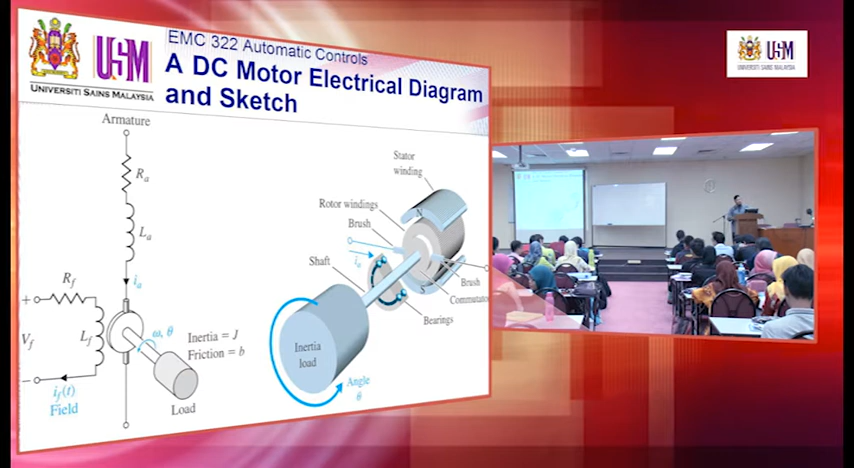 USM
UNIVERSITI SAINS MALAYSIA
EMC 322 Automatic Controls
A DC Motor Electrical Diagram
and Sketch
Armature
Ra
La
ia
Rf
+
Vf
Lf
−
if(t)
Field
ω, θ
Inertia = J
Friction = b
Load
Stator
winding
Rotor windings
Brush
N
ia
Shaft
S
Brush
Commutato
Bearings
Inertia
load
Angle
θ
USM
UNIVERSITI SAINS MALAYSIA